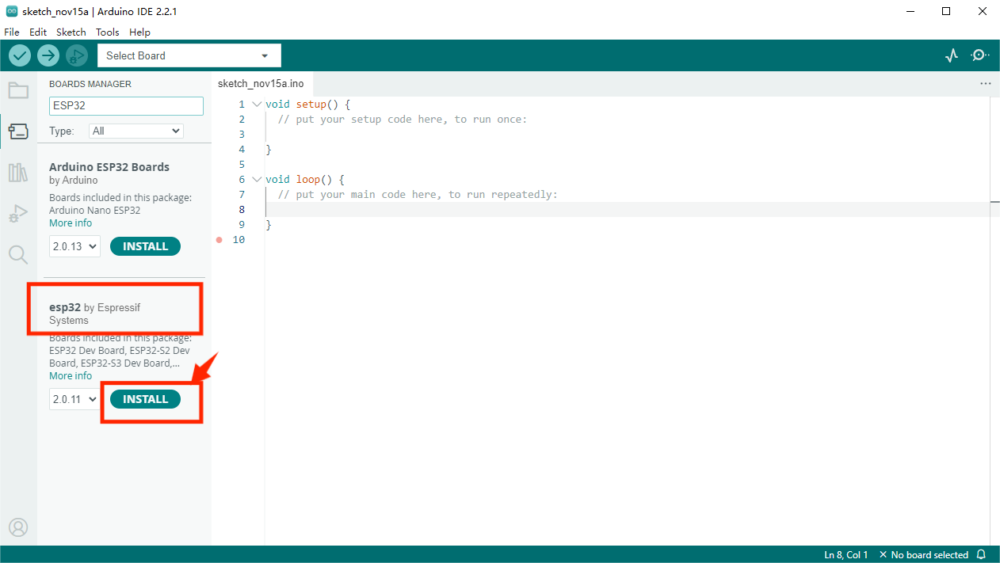 sketch_nov15a | Arduino IDE 2.2.1
File Edit Sketch Tools Help
Select Board
BOARDS MANAGER
ESP32
Type: All
Arduino ESP32 Boards
by Arduino
Boards included in this package:
Arduino Nano ESP32
More info
2.0.13 INSTALL
esp32 by Espressif
Systems
Boards included in this package:
ESP32 Dev Board, ESP32-S2 Dev
Board, ESP32-S3 Dev Board,...
More info
2.0.11 INSTALL
sketch_nov15a.ino
1 void setup() {
2 // put your setup code here, to run once:
3
4 }
5
6 void loop() {
7 // put your main code here, to run repeatedly:
8
9 }
10
Ln 8, Col 1 × No board selected